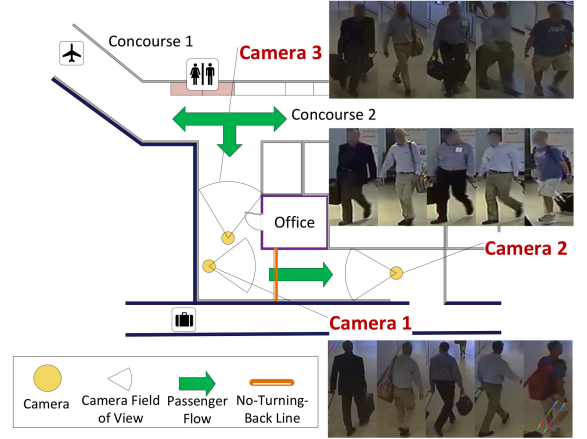 Concourse 1
Camera 3
Concourse 2
Office
Camera 2
Camera 1
Camera
Camera Field
of View
Passenger
Flow
No-Turning-
Back Line